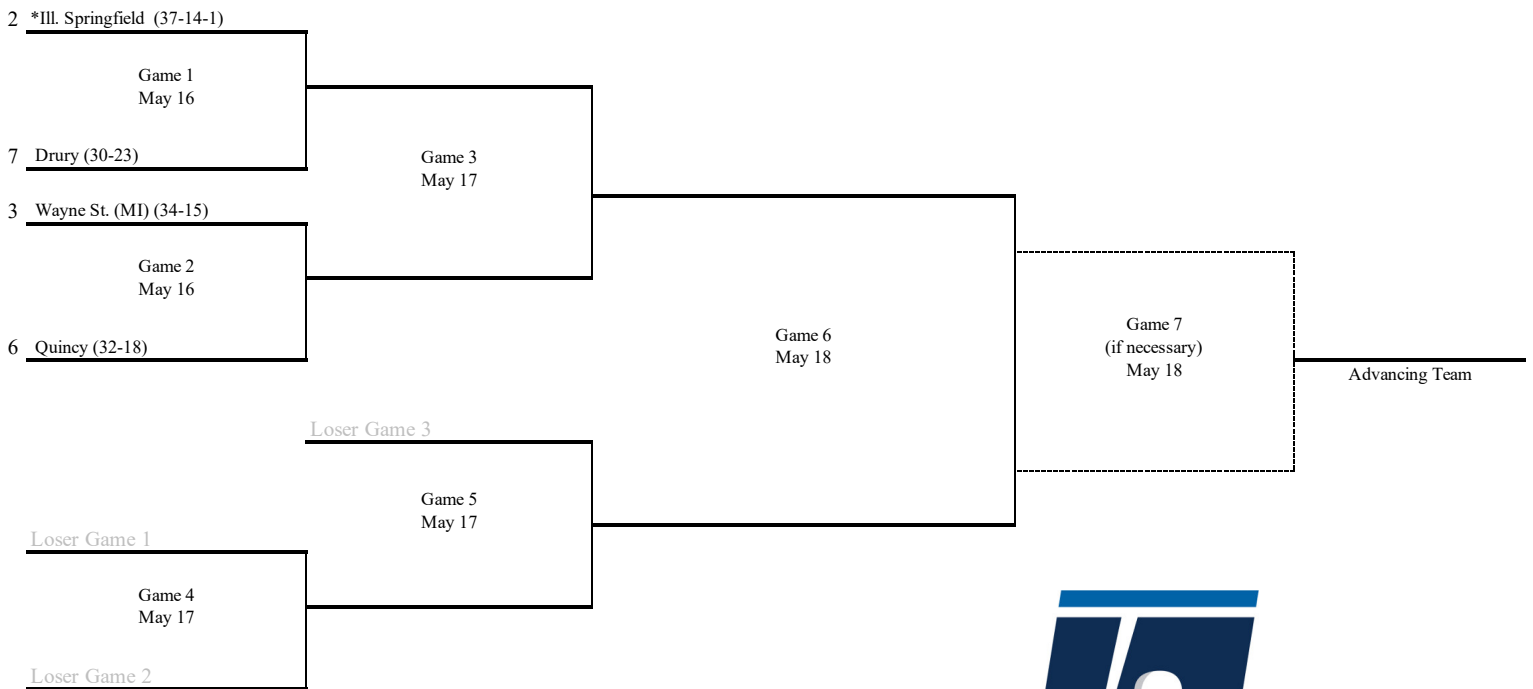 2 *Ill. Springfield (37-14-1)
Game 1
May 16
7 Drury (30-23)
Game 3
May 17
3 Wayne St. (MI) (34-15)
Game 2
May 16
6 Quincy (32-18)
Game 6
May 18
Game 7
(if necessary)
May 18
Advancing Team
Loser Game 3
Game 5
May 17
Loser Game 1
Game 4
May 17
Loser Game 2